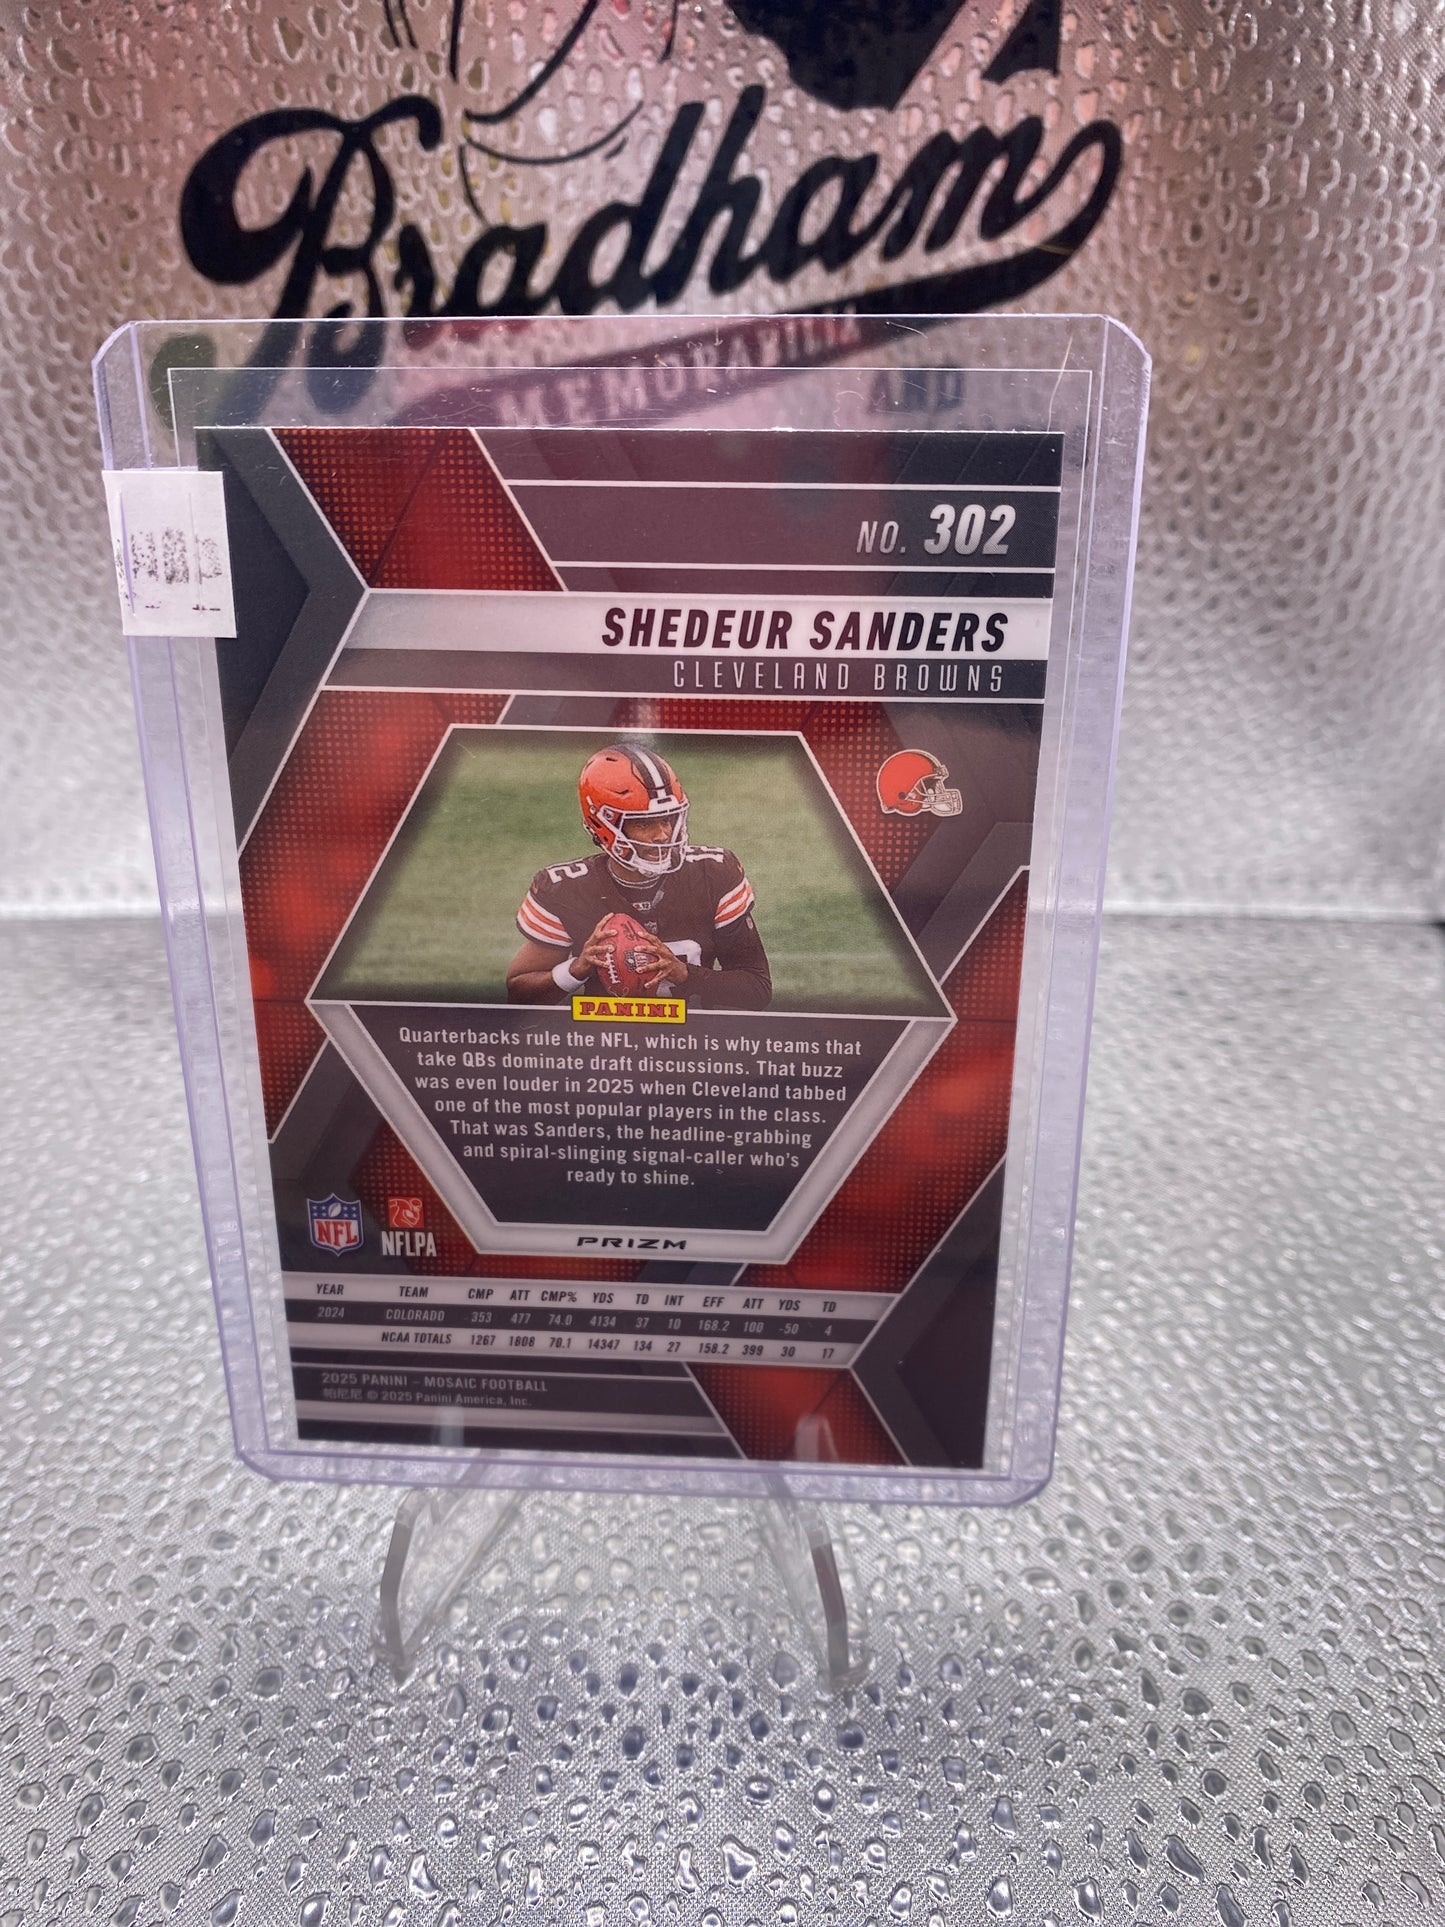 Bradham
MEMORABILIA
AND
NO. 302
SHEDEUR SANDERS
CLEVELAND BROWNS
12
PANINI
Quarterbacks rule the NFL, which is why teams that
take QBs dominate draft discussions. That buzz
was even louder in 2025 when Cleveland tabbed
one of the most popular players in the class.
That was Sanders, the headline-grabbing
and spiral-slinging signal-caller who's
ready to shine.
NFL
NFLPA
PRIZM
YEAR TEAM CMP ATT CMP% YDS TD INT EFF ATT YDS TD
2024 COLORADO 353 477 74.0 4134 37 10 168.2 100 -50 4
NCAA TOTALS 1267 1808 70.1 14347 134 27 158.2 399 30 17
2025 PANINI – MOSAIC FOOTBALL
帕尼尼 © 2025 Panini America, Inc.